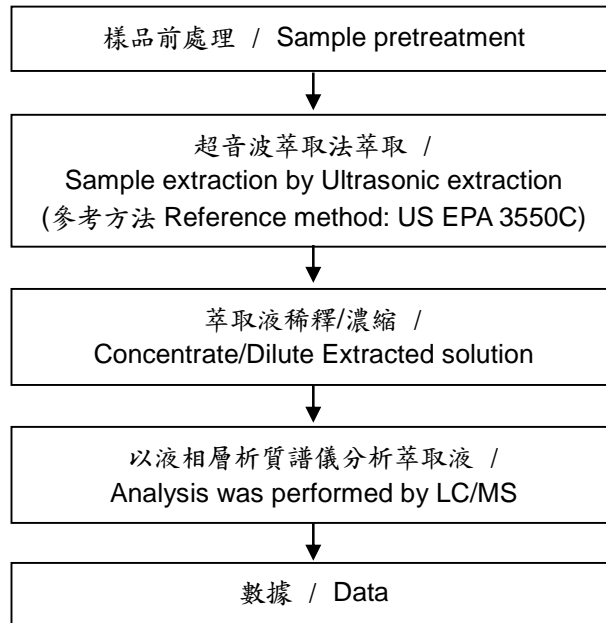 樣品前處理 / Sample pretreatment
超音波萃取法萃取 /
Sample extraction by Ultrasonic extraction
(參考方法 Reference method: US EPA 3550C)
萃取液稀釋/濃縮 /
Concentrate/Dilute Extracted solution
以液相層析質譜儀分析萃取液 /
Analysis was performed by LC/MS
數據 / Data